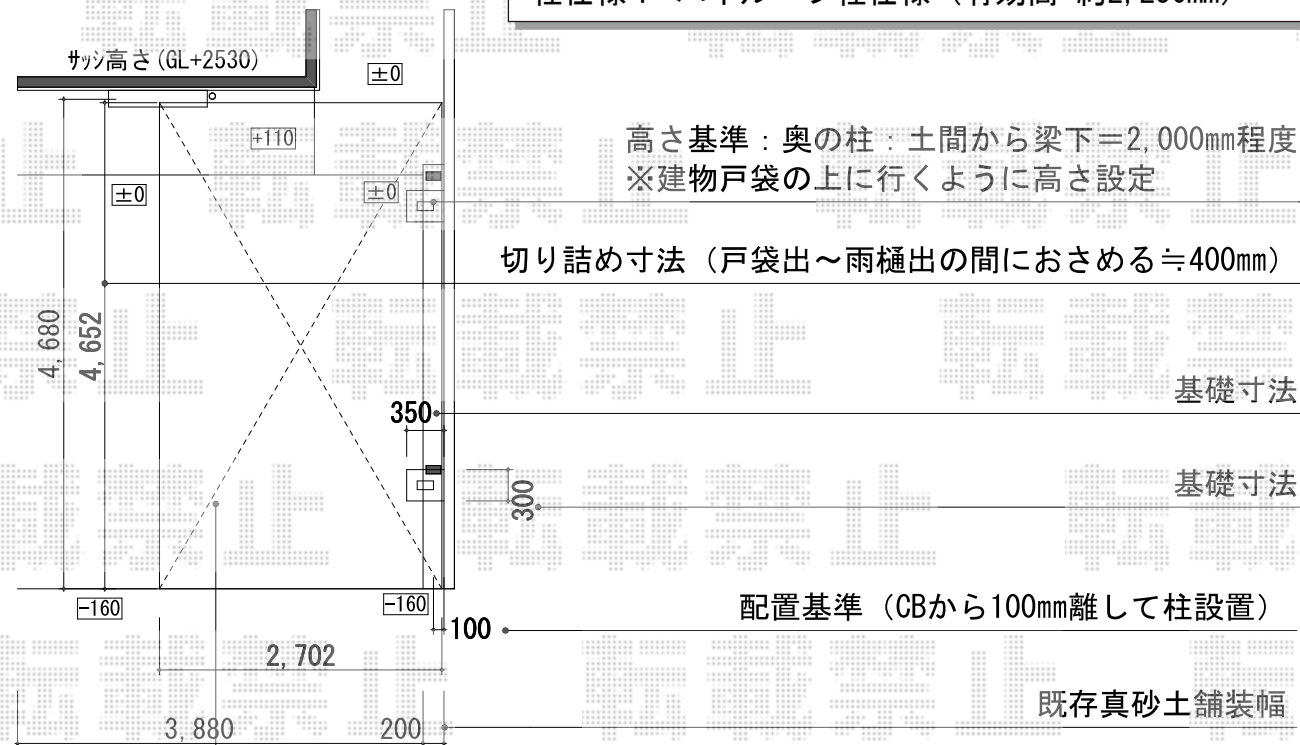 サッシ高さ(GL+2530)
±0
+110
±0
±0
高さ基準：奥の柱：土間から梁下＝2,000mm程度
※建物戸袋の上に行くように高さ設定
切り詰め寸法（戸袋出～雨樋出の間におさめる≒400mm）
4,680
4,652
350
基礎寸法
300
基礎寸法
-160
-160
配置基準（CBから100mm離して柱設置）
100
2,702
既存真砂土舗装幅
3,880
200
転載禁止